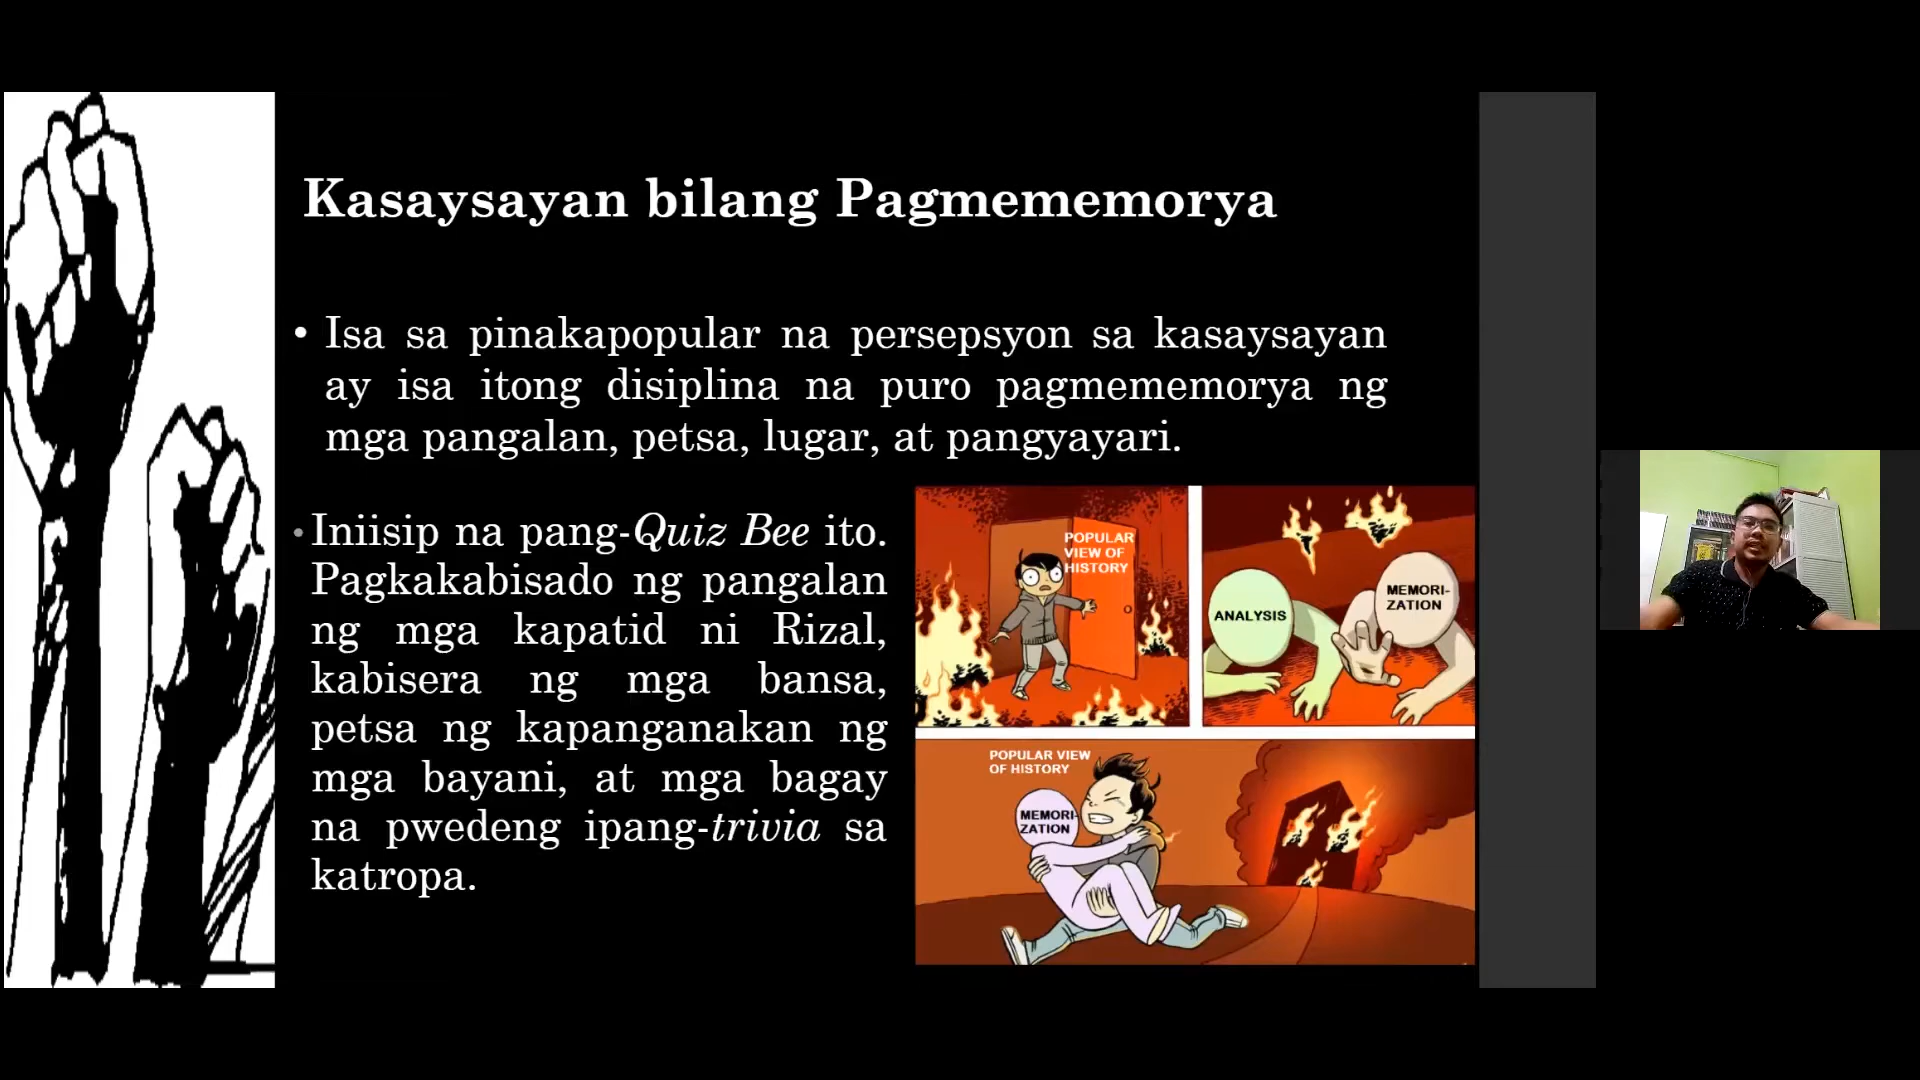 Kasaysayan bilang Pagmememorya
• Isa sa pinakapopular na persepsyon sa kasaysayan
ay isa itong disiplina na puro pagmememorya ng
mga pangalan, petsa, lugar, at pangyayari.
• Iniisip na pang-Quiz Bee ito.
Pagkakabisado ng pangalan
ng mga kapatid ni Rizal,
kabisera ng mga bansa,
petsa ng kapanganakan ng
mga bayani, at mga bagay
na pwedeng ipang-trivia sa
katropa.
POPULAR
VIEW OF
HISTORY
ANALYSIS
MEMORI-
ZATION
POPULAR VIEW
OF HISTORY
MEMORI-
ZATION